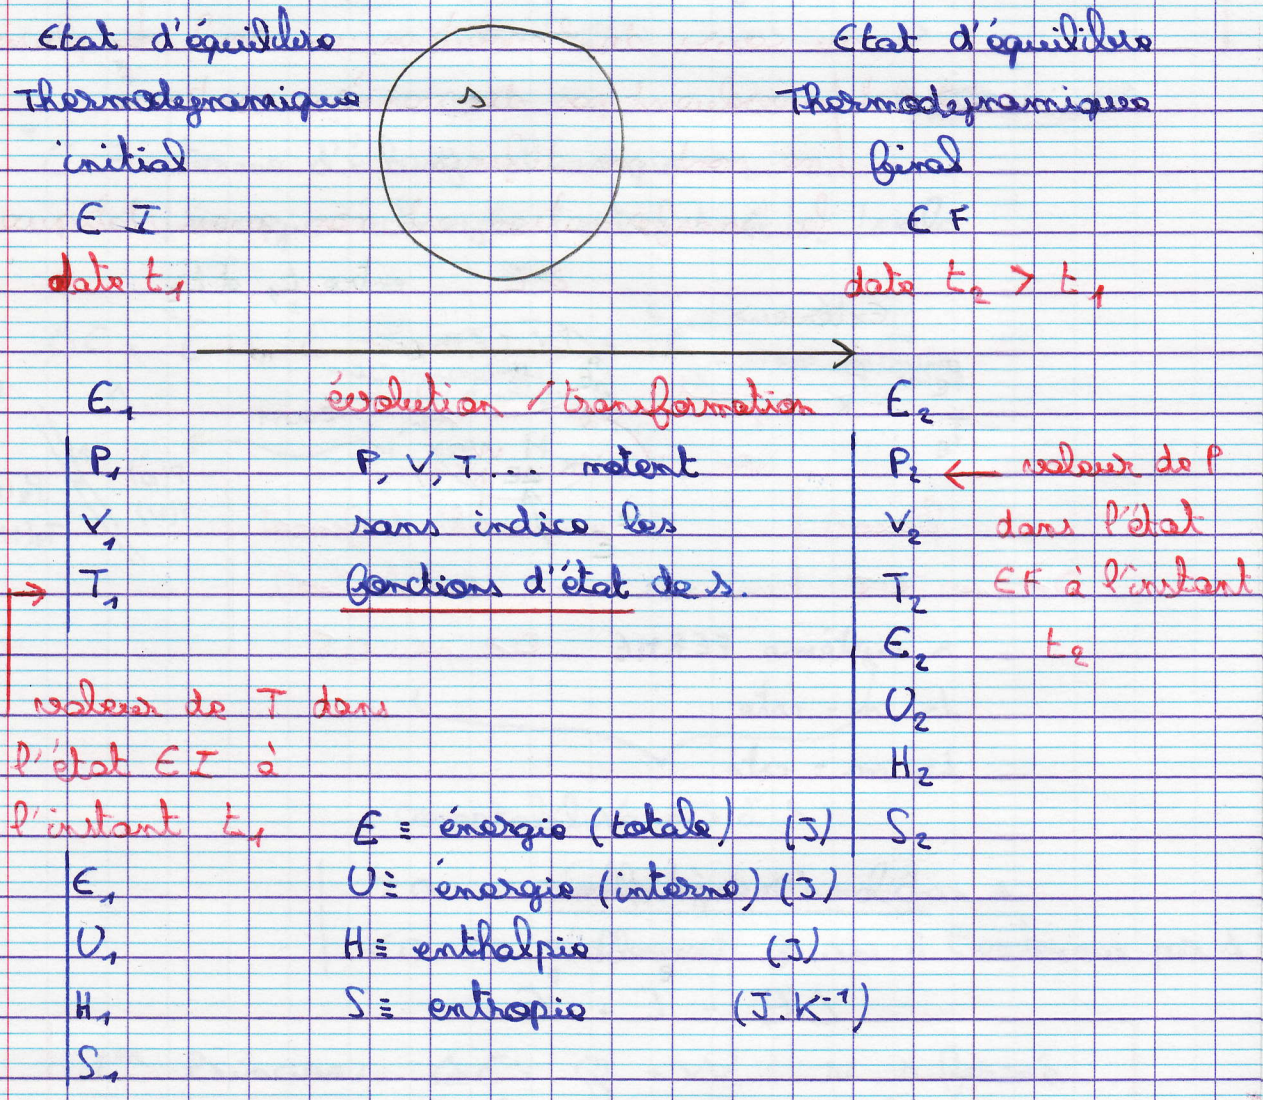 Etat d'équilibre
Thermodynamique
initial
E I
date t₁
s
Etat d'équilibre
Thermodynamique
final
E F
date t₂ > t₁
évolution / transformation
E₁
P₁
V₁
T₁
P, V, T... notent
sans indice les
fonctions d'état de s.
E₂
P₂ ← valeur de P
V₂ dans l'état
T₂ EF à l'instant
E₂ t₂
U₂
H₂
S₂
valeur de T dans
l'état EI à
l'instant t₁
E₁
U₁
H₁
S₁
E ≡ énergie (totale) (J)
U ≡ énergie (interne) (J)
H ≡ enthalpie (J)
S ≡ entropie (J.K⁻¹)